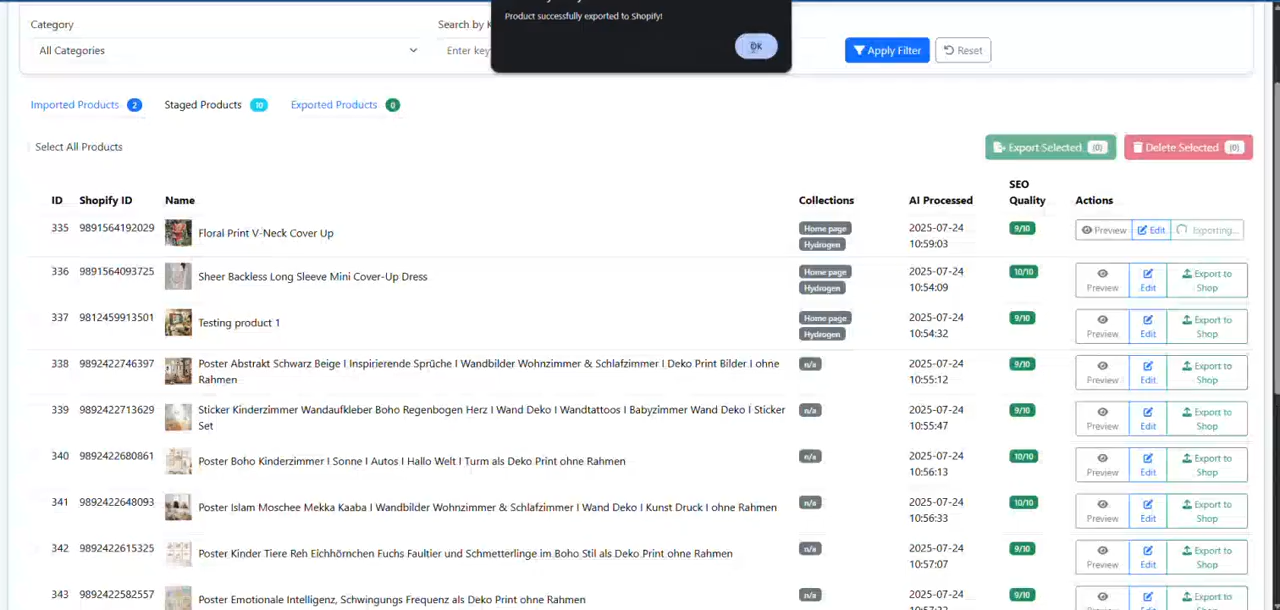 Product successfully exported to Shopify!
OK
Category
Search by
All Categories
Enter key
Apply Filter
Reset
Imported Products 2
Staged Products 10
Exported Products 0
Select All Products
Export Selected (0)
Delete Selected (0)
ID Shopify ID Name Collections AI Processed SEO Quality Actions
335 9891564192029 Floral Print V-Neck Cover Up Home page Hydrogen 2025-07-24 10:59:03 9/10 Preview Edit Exporting...
336 9891564093725 Sheer Backless Long Sleeve Mini Cover-Up Dress Home page Hydrogen 2025-07-24 10:54:09 10/10 Preview Edit Export to Shop
337 9812459913501 Testing product 1 Home page Hydrogen 2025-07-24 10:54:32 9/10 Preview Edit Export to Shop
338 9892422746397 Poster Abstrakt Schwarz Beige I Inspirierende Sprüche I Wandbilder Wohnzimmer & Schlafzimmer I Deko Print Bilder I ohne Rahmen n/a 2025-07-24 10:55:12 9/10 Preview Edit Export to Shop
339 9892422713629 Sticker Kinderzimmer Wandaufkleber Boho Regenbogen Herz I Wand Deko I Wandtattoos I Babyzimmer Wand Deko I Sticker Set n/a 2025-07-24 10:55:47 9/10 Preview Edit Export to Shop
340 9892422680861 Poster Boho Kinderzimmer I Sonne I Autos I Hallo Welt I Turm als Deko Print ohne Rahmen n/a 2025-07-24 10:56:13 10/10 Preview Edit Export to Shop
341 9892422648093 Poster Islam Moschee Mekka Kaaba I Wandbilder Wohnzimmer & Schlafzimmer I Wand Deko I Kunst Druck I ohne Rahmen n/a 2025-07-24 10:56:33 10/10 Preview Edit Export to Shop
342 9892422615325 Poster Kinder Tiere Reh Eichhörnchen Fuchs Faultier und Schmetterlinge im Boho Stil als Deko Print ohne Rahmen n/a 2025-07-24 10:57:07 9/10 Preview Edit Export to Shop
343 9892422582557 Poster Emotionale Intelligenz, Schwingungs Frequenz als Deko Print ohne Rahmen n/a 2025-07-24 9/10 Preview Edit Export to Shop